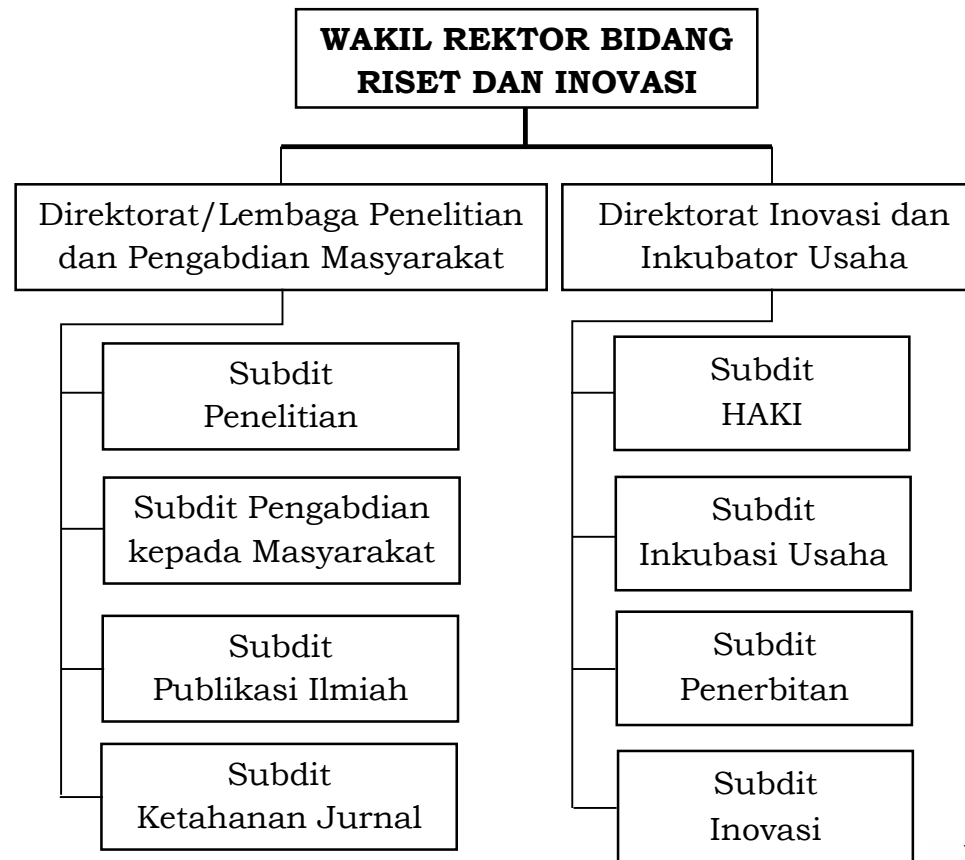 WAKIL REKTOR BIDANG
RISET DAN INOVASI
Direktorat/Lembaga Penelitian
dan Pengabdian Masyarakat
Subdit
Penelitian
Subdit Pengabdian
kepada Masyarakat
Subdit
Publikasi Ilmiah
Subdit
Ketahanan Jurnal
Direktorat Inovasi dan
Inkubator Usaha
Subdit
HAKI
Subdit
Inkubasi Usaha
Subdit
Penerbitan
Subdit
Inovasi